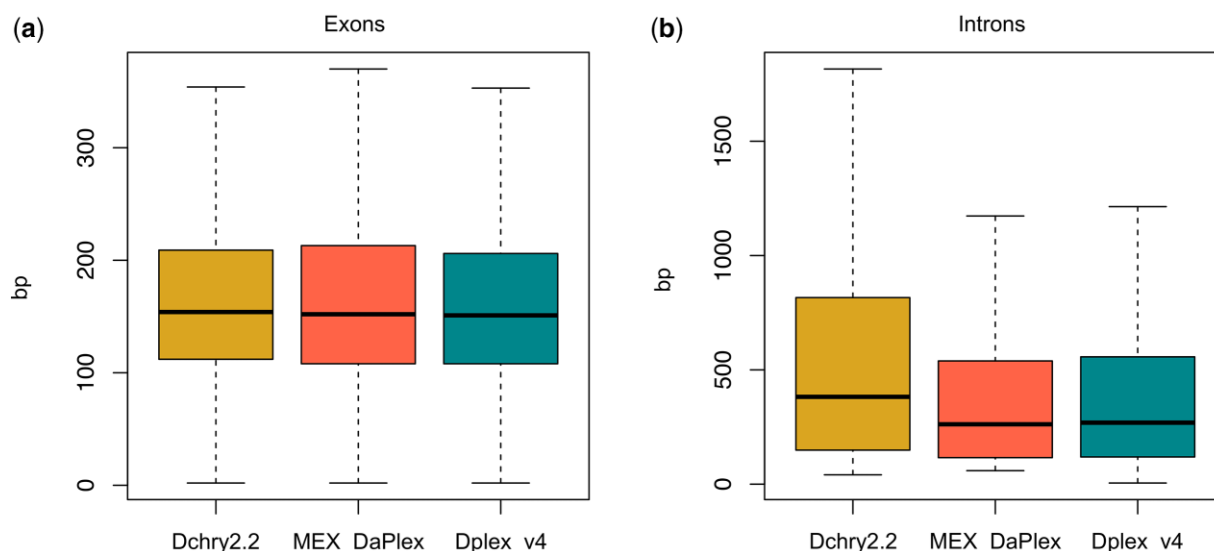 (a)
Exons
bp
300
200
100
0
Dchry2.2 MEX_DaPlex Dplex_v4
(b)
Introns
bp
1500
1000
500
0
Dchry2.2 MEX_DaPlex Dplex_v4